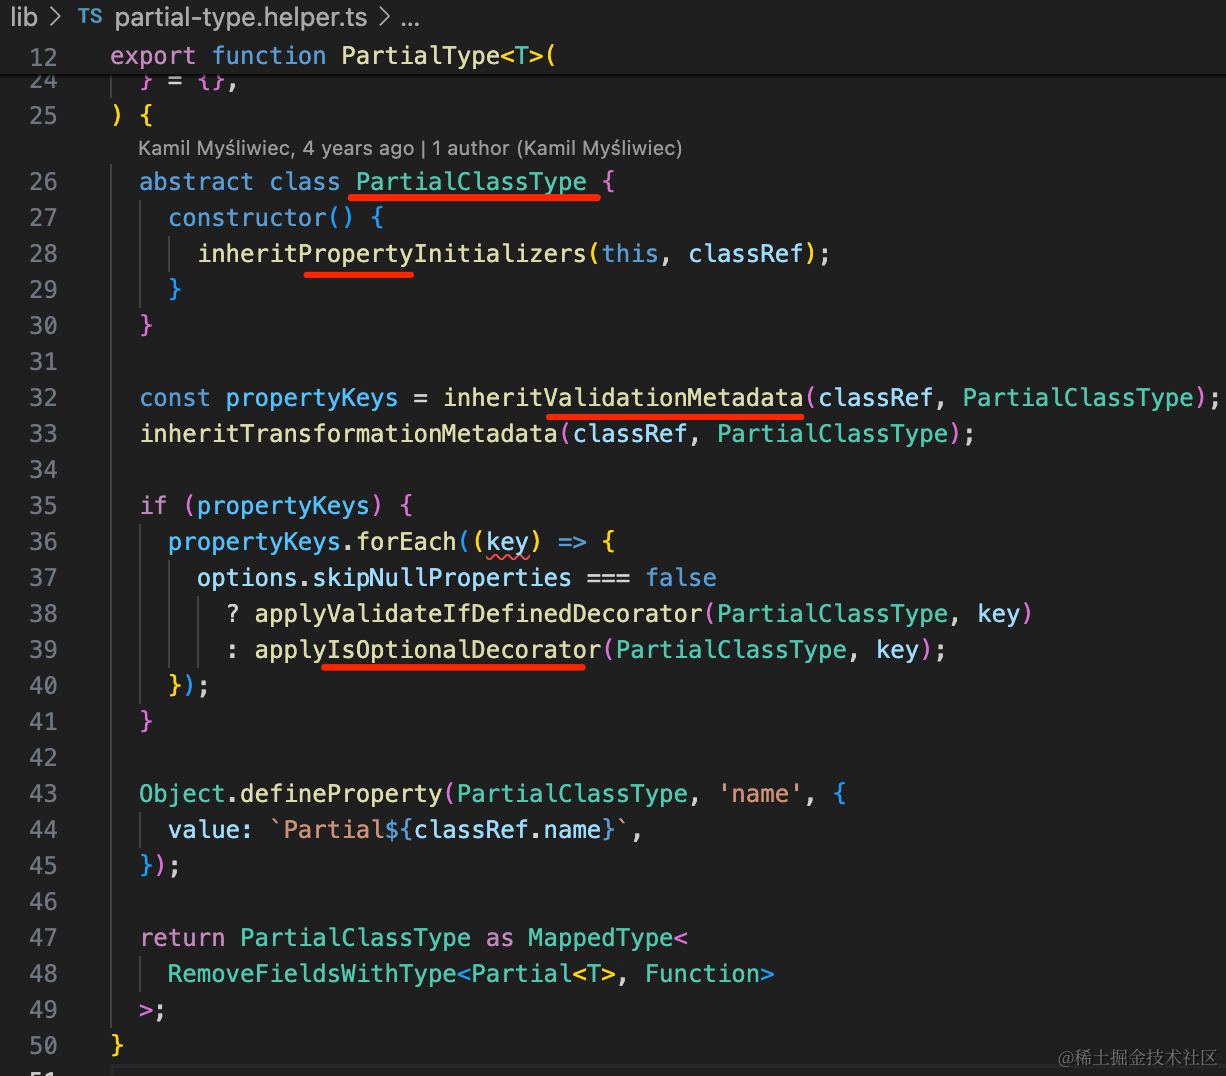 lib > TS partial-type.helper.ts > ...
12 export function PartialType<T>(
24 } = {},
25 ) {
Kamil Myśliwiec, 4 years ago | 1 author (Kamil Myśliwiec)
26 abstract class PartialClassType {
27 constructor() {
28 inheritPropertyInitializers(this, classRef);
29 }
30 }
31
32 const propertyKeys = inheritValidationMetadata(classRef, PartialClassType);
33 inheritTransformationMetadata(classRef, PartialClassType);
34
35 if (propertyKeys) {
36 propertyKeys.forEach((key) => {
37 options.skipNullProperties === false
38 ? applyValidateIfDefinedDecorator(PartialClassType, key)
39 : applyIsOptionalDecorator(PartialClassType, key);
40 });
41 }
42
43 Object.defineProperty(PartialClassType, 'name', {
44 value: `Partial${classRef.name}`,
45 });
46
47 return PartialClassType as MappedType<
48 RemoveFieldsWithType<Partial<T>, Function>
49 >;
50 }
51
@稀土掘金技术社区